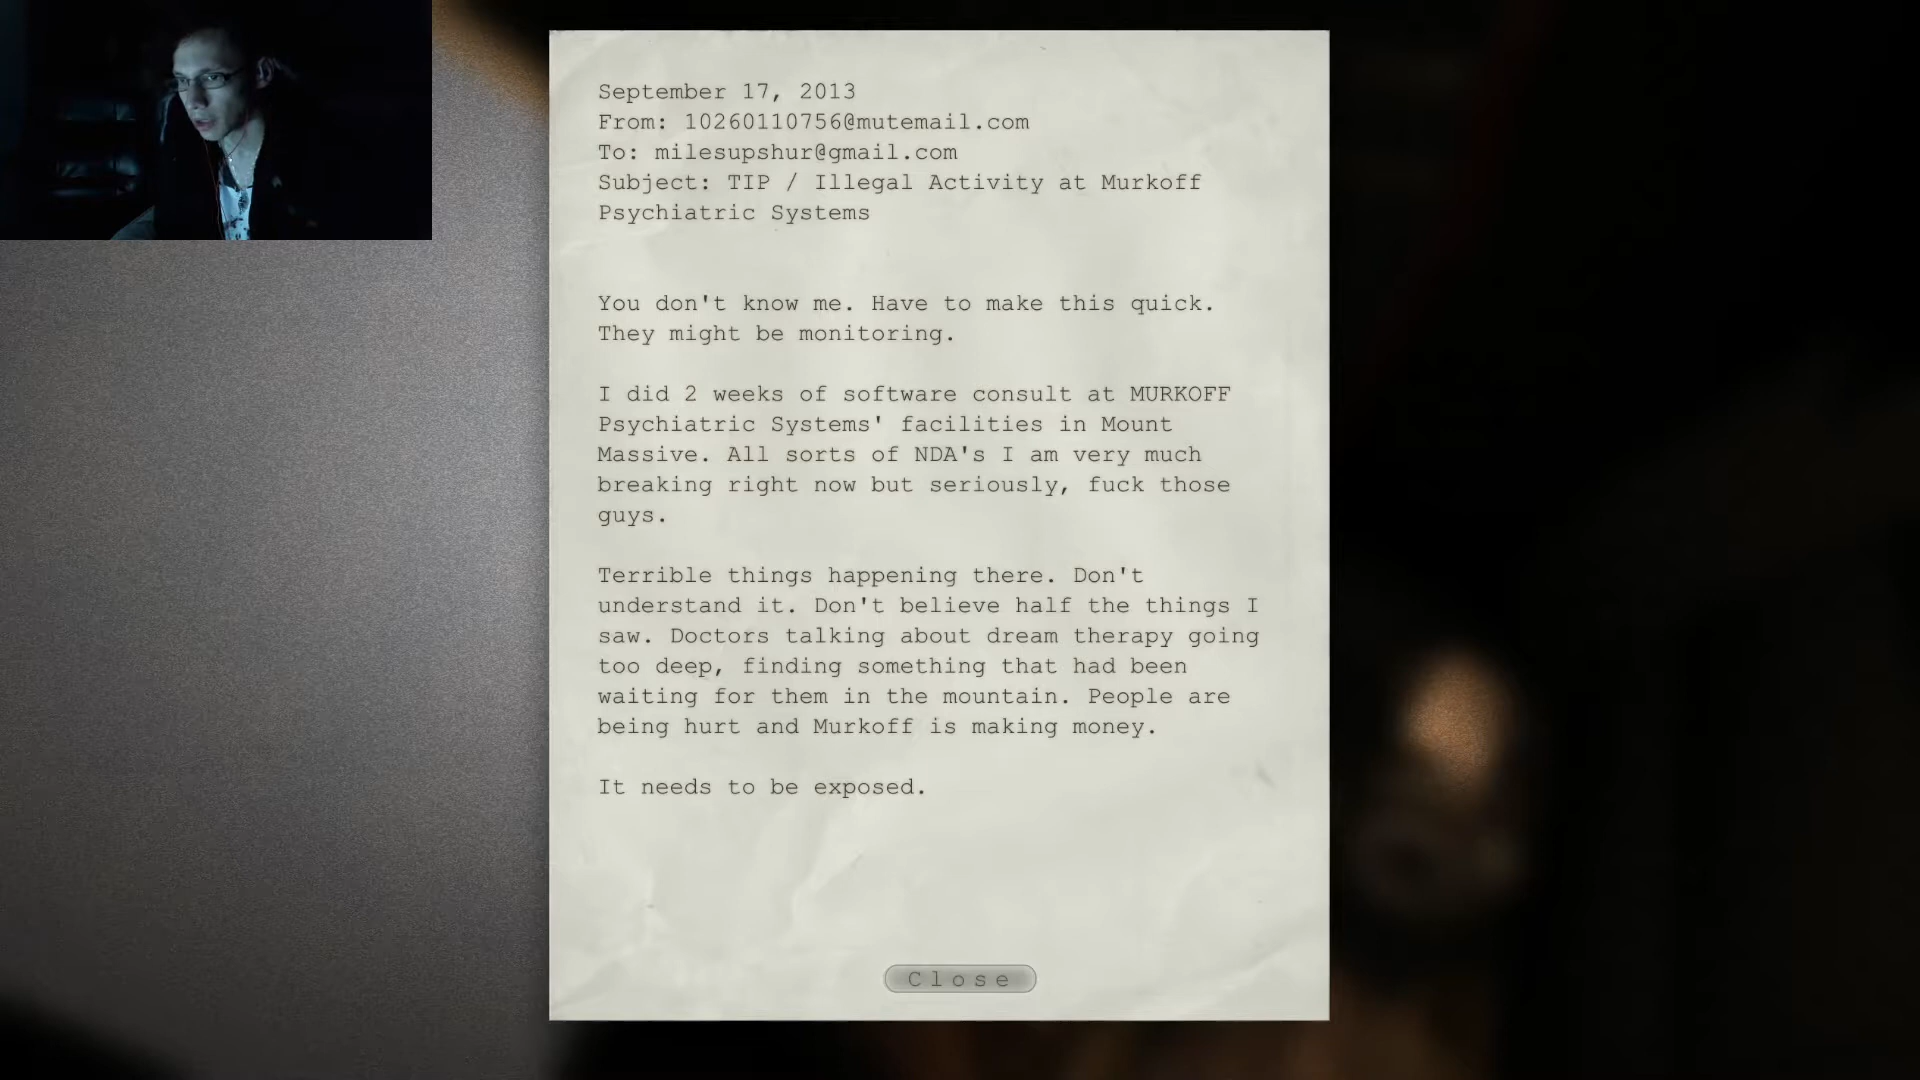 September 17, 2013
From: 10260110756@mutemail.com
To: milesupshur@gmail.com
Subject: TIP / Illegal Activity at Murkoff
Psychiatric Systems
You don't know me. Have to make this quick.
They might be monitoring.
I did 2 weeks of software consult at MURKOFF
Psychiatric Systems' facilities in Mount
Massive. All sorts of NDA's I am very much
breaking right now but seriously, fuck those
guys.
Terrible things happening there. Don't
understand it. Don't believe half the things I
saw. Doctors talking about dream therapy going
too deep, finding something that had been
waiting for them in the mountain. People are
being hurt and Murkoff is making money.
It needs to be exposed.
Close